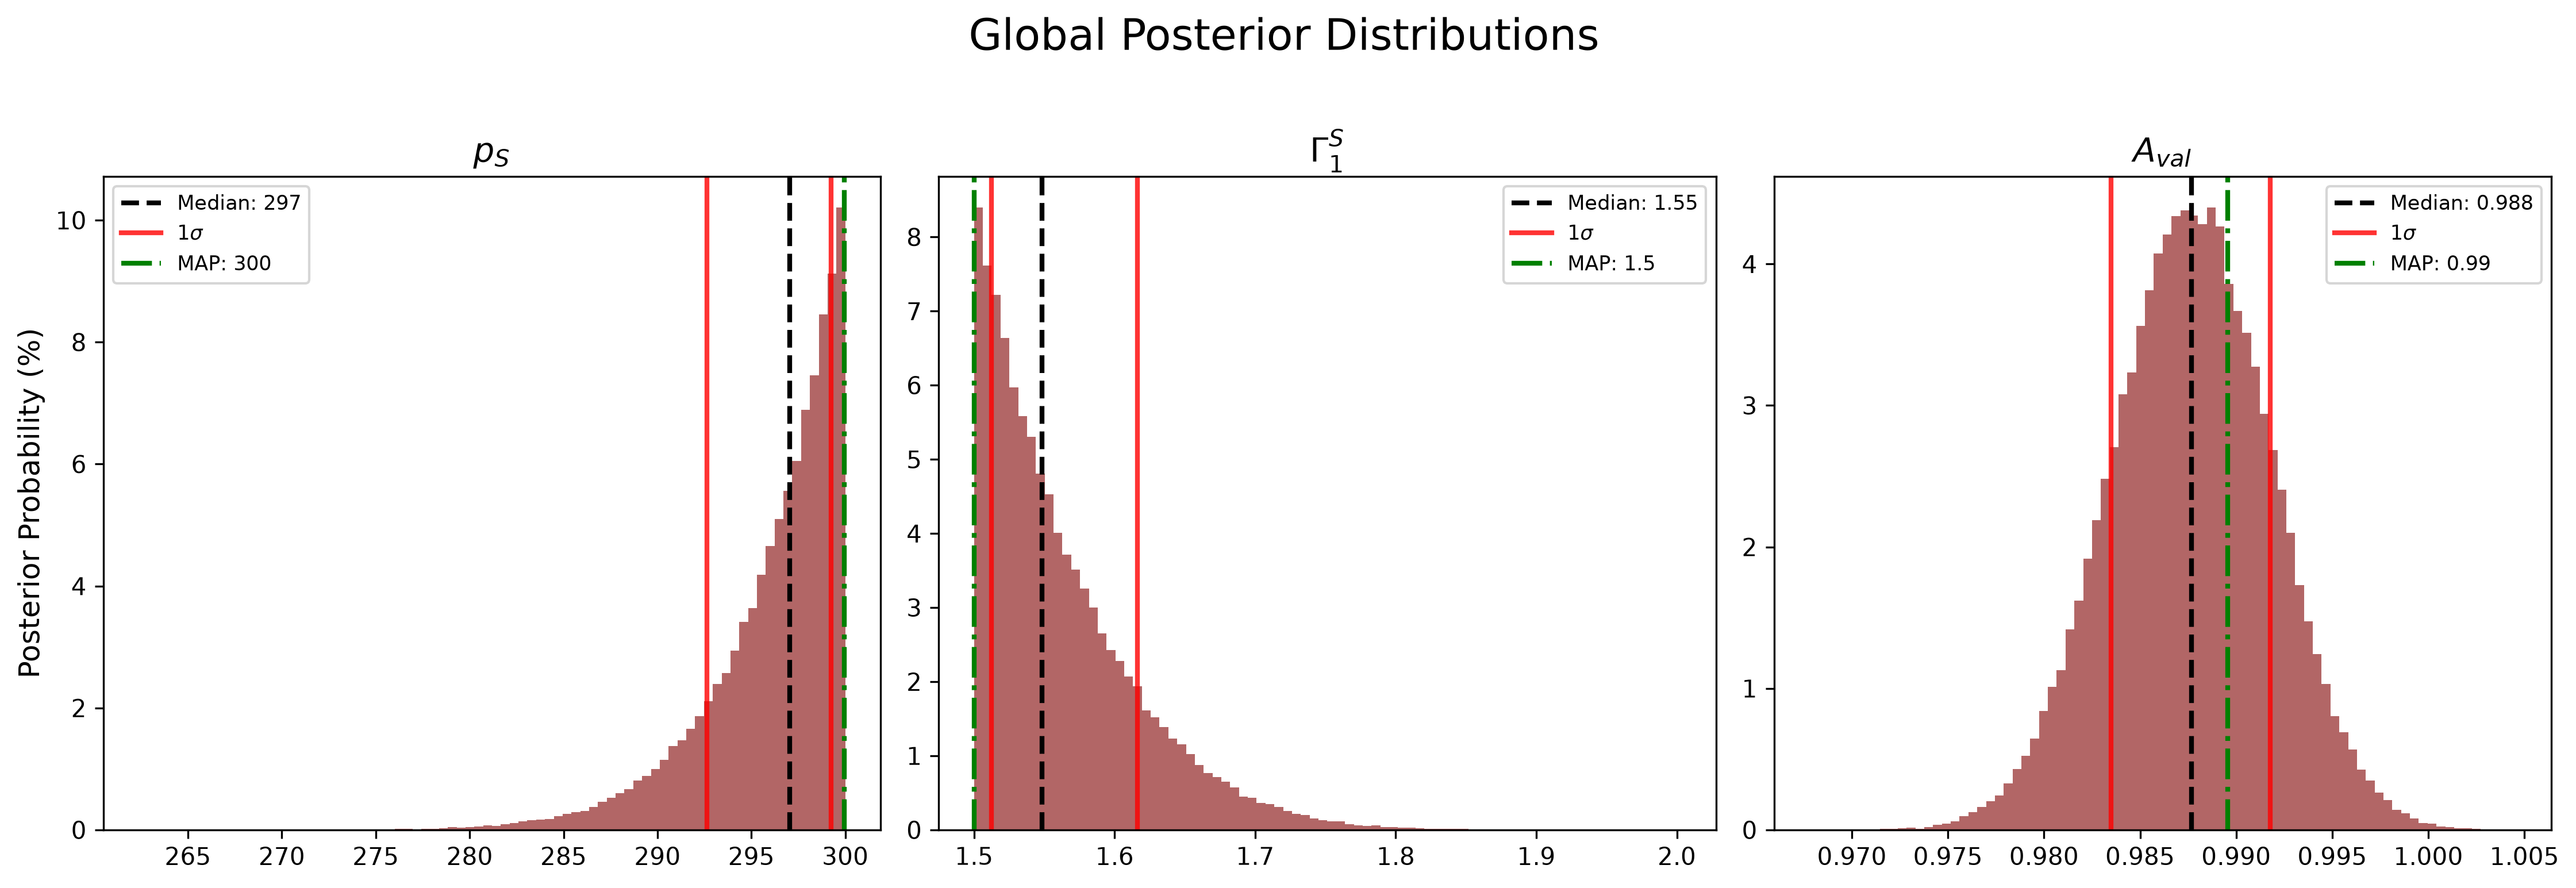 Global Posterior Distributions
p_S
Γ_1^S
A_val
Posterior Probability (%)
10
8
6
4
2
0
Median: 297
1σ
MAP: 300
265 270 275 280 285 290 295 300
8
7
6
5
4
3
2
1
0
Median: 1.55
1σ
MAP: 1.5
1.5 1.6 1.7 1.8 1.9 2.0
4
3
2
1
0
Median: 0.988
1σ
MAP: 0.99
0.970 0.975 0.980 0.985 0.990 0.995 1.000 1.005